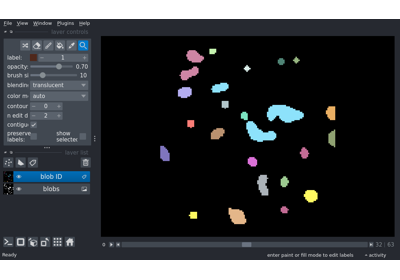 File View Window Plugins Help
layer controls
label: 1
opacity: 0.70
brush si 10
blendin translucent
color m auto
contour 0
n edit d 2
contigu
preserve labels: show selected
layer list
blob ID
blobs
0 32 63
Ready enter paint or fill mode to edit labels activity